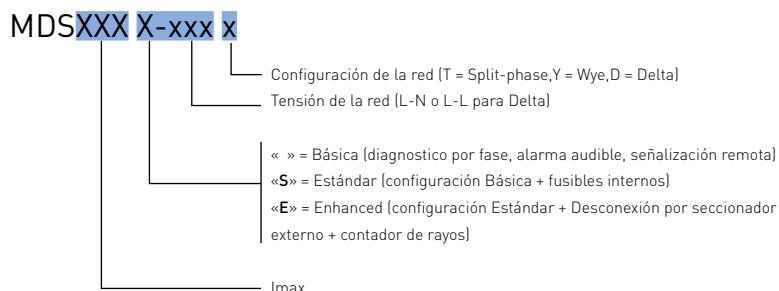 MDSXXX X-xxx x
Configuración de la red (T = Split-phase,Y = Wye,D = Delta)
Tensión de la red (L-N o L-L para Delta)
«  » = Básica (diagnostico por fase, alarma audible, señalización remota)
«S» = Estándar (configuración Básica + fusibles internos)
«E» = Enhanced (configuración Estándar + Desconexión por seccionador
externo + contador de rayos)
Imax